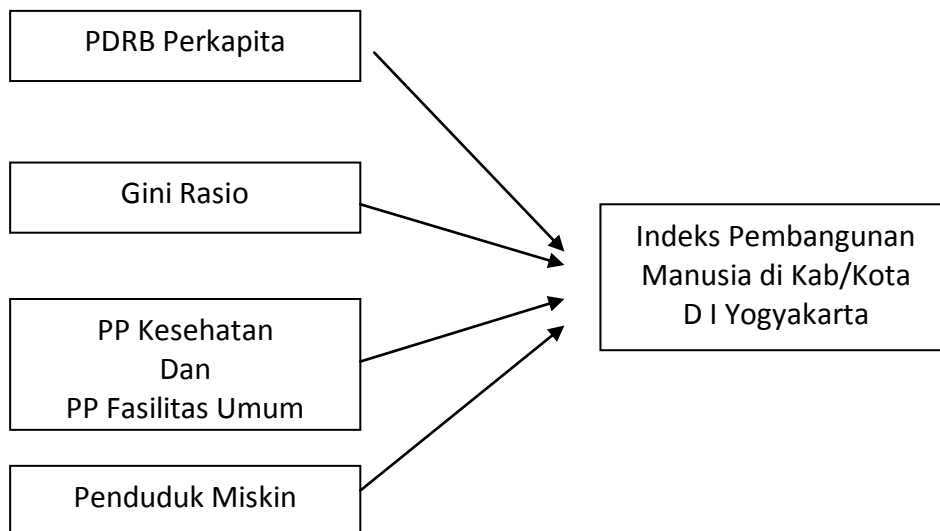 PDRB Perkapita
Gini Rasio
PP Kesehatan
Dan
PP Fasilitas Umum
Penduduk Miskin
Indeks Pembangunan
Manusia di Kab/Kota
D I Yogyakarta